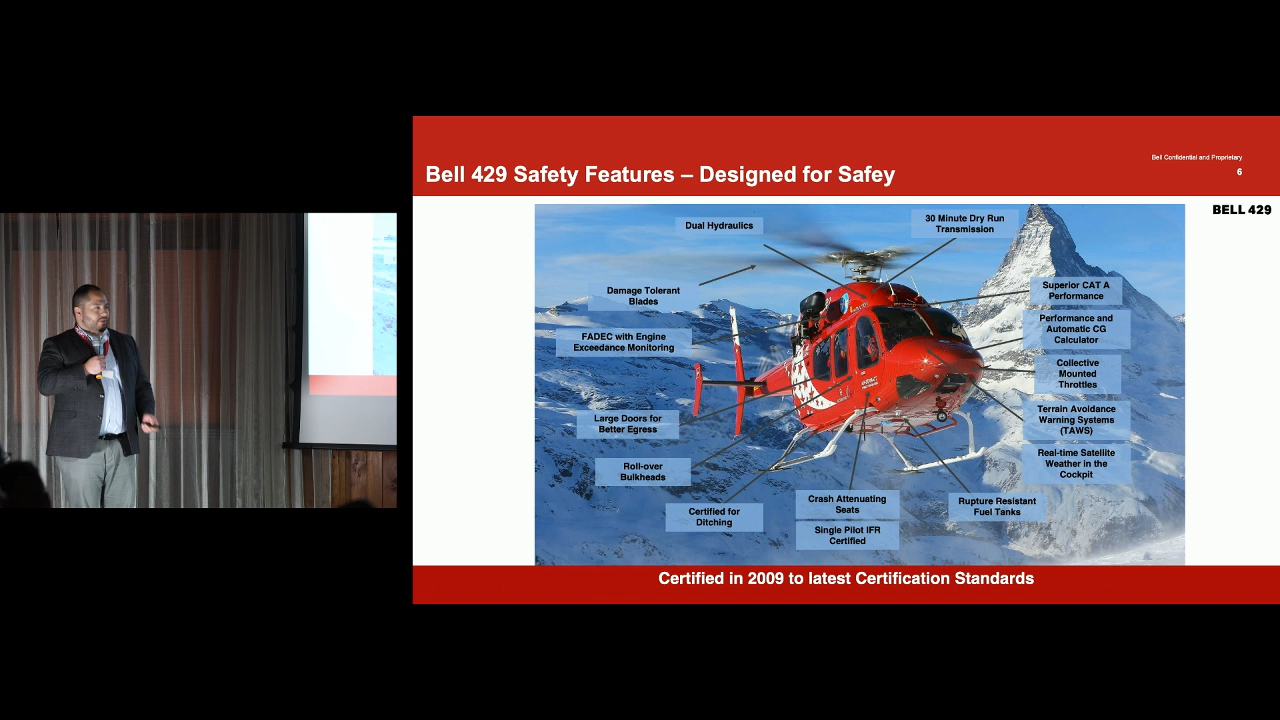 Bell Confidential and Proprietary
Bell 429 Safety Features – Designed for Safey
6
BELL 429
Dual Hydraulics
30 Minute Dry Run
Transmission
Damage Tolerant
Blades
Superior CAT A
Performance
FADEC with Engine
Exceedance Monitoring
Performance and
Automatic CG
Calculator
Collective
Mounted
Throttles
Large Doors for
Better Egress
Terrain Avoidance
Warning Systems
(TAWS)
Roll-over
Bulkheads
Real-time Satellite
Weather in the
Cockpit
Certified for
Ditching
Crash Attenuating
Seats
Rupture Resistant
Fuel Tanks
Single Pilot IFR
Certified
Certified in 2009 to latest Certification Standards